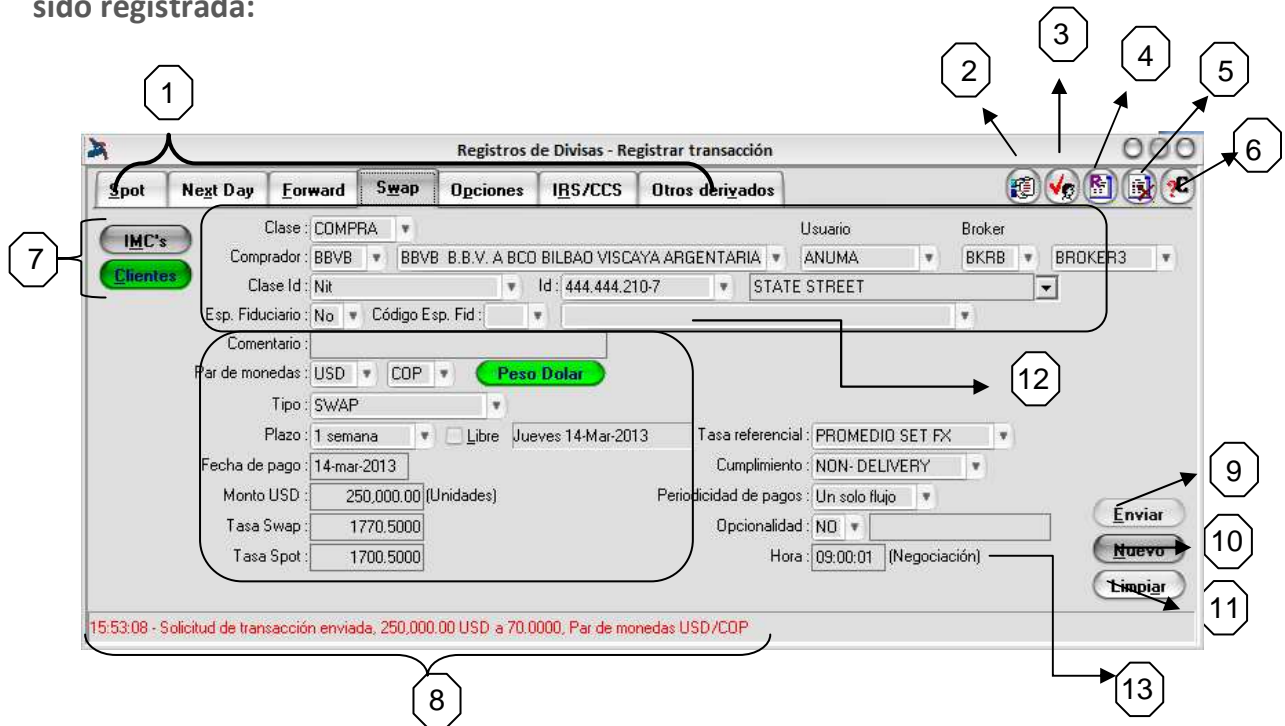 sido registrada:
3
2
4
5
1
6
Registros de Divisas - Registrar transacción
Spot Next Day Forward Swap Opciones IRS/CCS Otros derivados
7
IMC's
Clientes
Clase : COMPRA Usuario Broker
Comprador : BBVB BBVB B.B.V. A BCO BILBAO VISCAYA ARGENTARIA ANUMA BKRB BROKER3
Clase Id : Nit Id : 444.444.210-7 STATE STREET
Esp. Fiduciario : No Código Esp. Fid :
Comentario :
12
Par de monedas : USD COP Peso Dolar
Tipo : SWAP
Plazo : 1 semana Libre Jueves 14-Mar-2013 Tasa referencial : PROMEDIO SET FX
Fecha de pago : 14-mar-2013 Cumplimiento : NON- DELIVERY
9
Monto USD : 250,000.00 (Unidades) Periodicidad de pagos : Un solo flujo
Enviar
Tasa Swap : 1770.5000 Opcionalidad : NO
Nuevo 10
Tasa Spot : 1700.5000 Hora : 09:00:01 (Negociación)
Limpiar
11
15:53:08 - Solicitud de transacción enviada, 250,000.00 USD a 70.0000, Par de monedas USD/COP
8
13